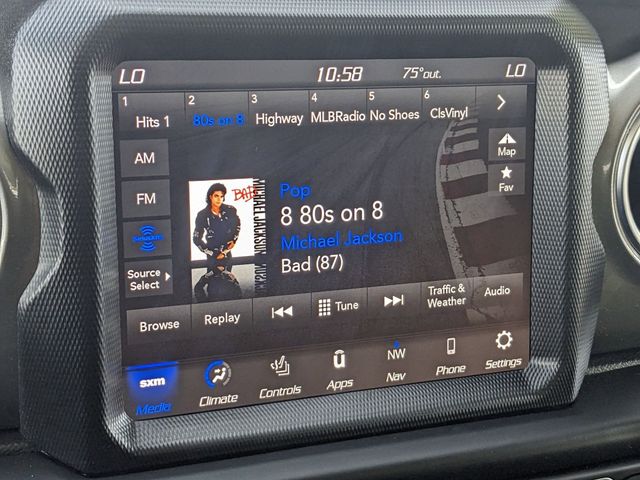 LO 10:58 75°out. LO
1 2 3 4 5 6
Hits 1 80s on 8 Highway MLBRadio No Shoes ClsVinyl
AM
Map
FM
Fav
SiriusXM
Source
Select
BAD
MICHAEL JACKSON
Pop
8 80s on 8
Michael Jackson
Bad (87)
Browse Replay Tune
Traffic &
Weather
Audio
sxm
Media
Climate
Controls
Apps
NW
Nav
Phone
Settings